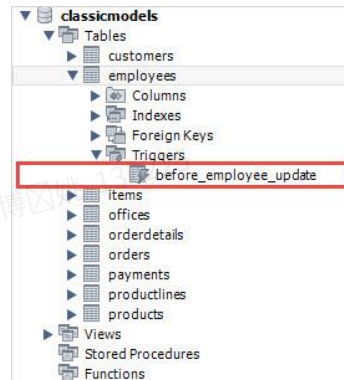 classicmodels
Tables
customers
employees
Columns
Indexes
Foreign Keys
Triggers
before_employee_update
items
offices
orderdetails
orders
payments
productlines
products
Views
Stored Procedures
Functions